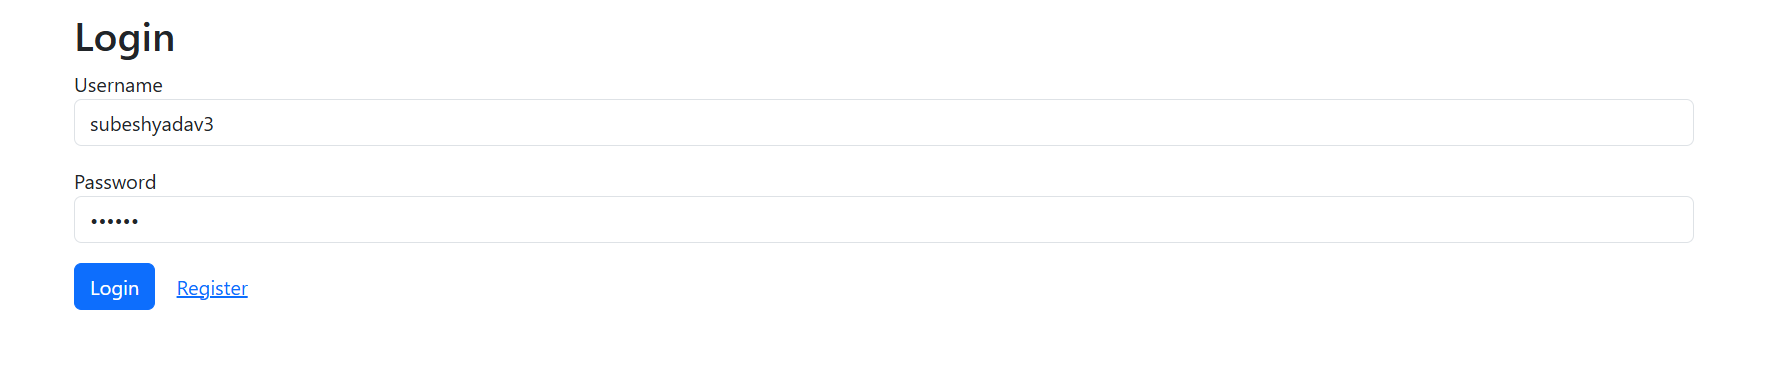 Login
Username
subeshyadav3
Password
••••••
Login Register